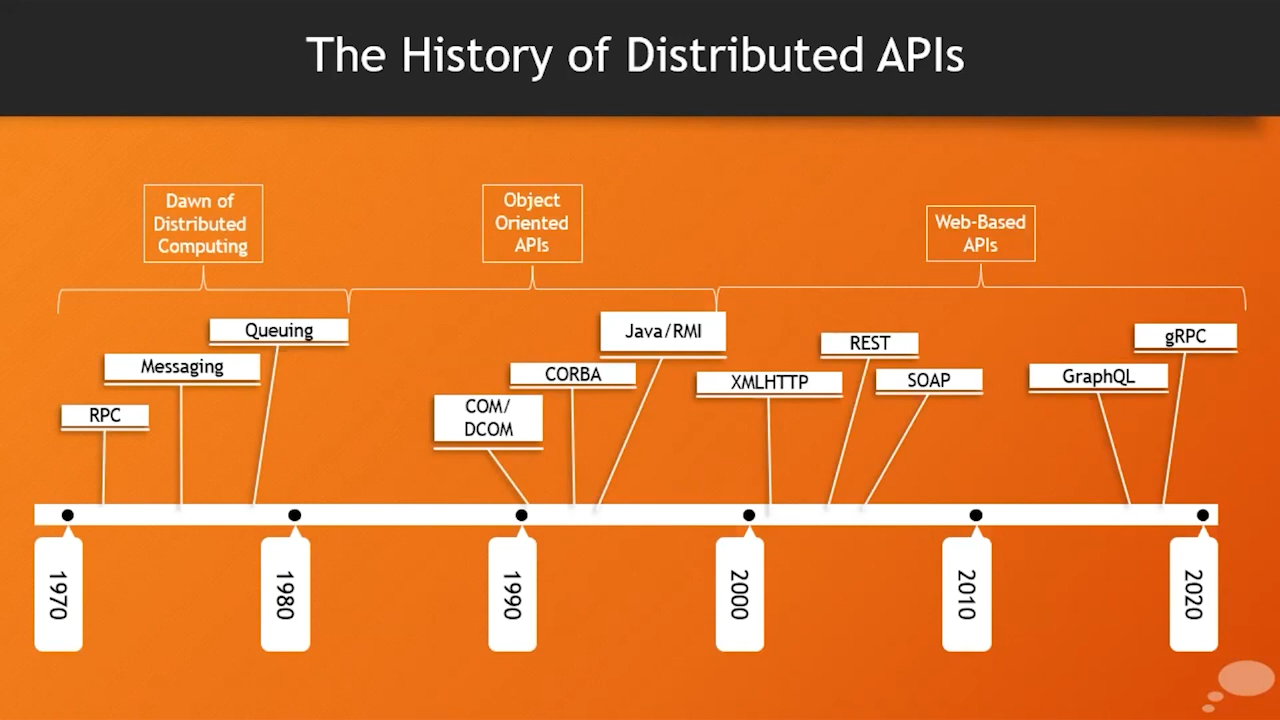 The History of Distributed APIs
Dawn of
Distributed
Computing
Object
Oriented
APIs
Web-Based
APIs
Queuing
Messaging
RPC
Java/RMI
CORBA
COM/
DCOM
XMLHTTP
REST
SOAP
gRPC
GraphQL
1970
1980
1990
2000
2010
2020